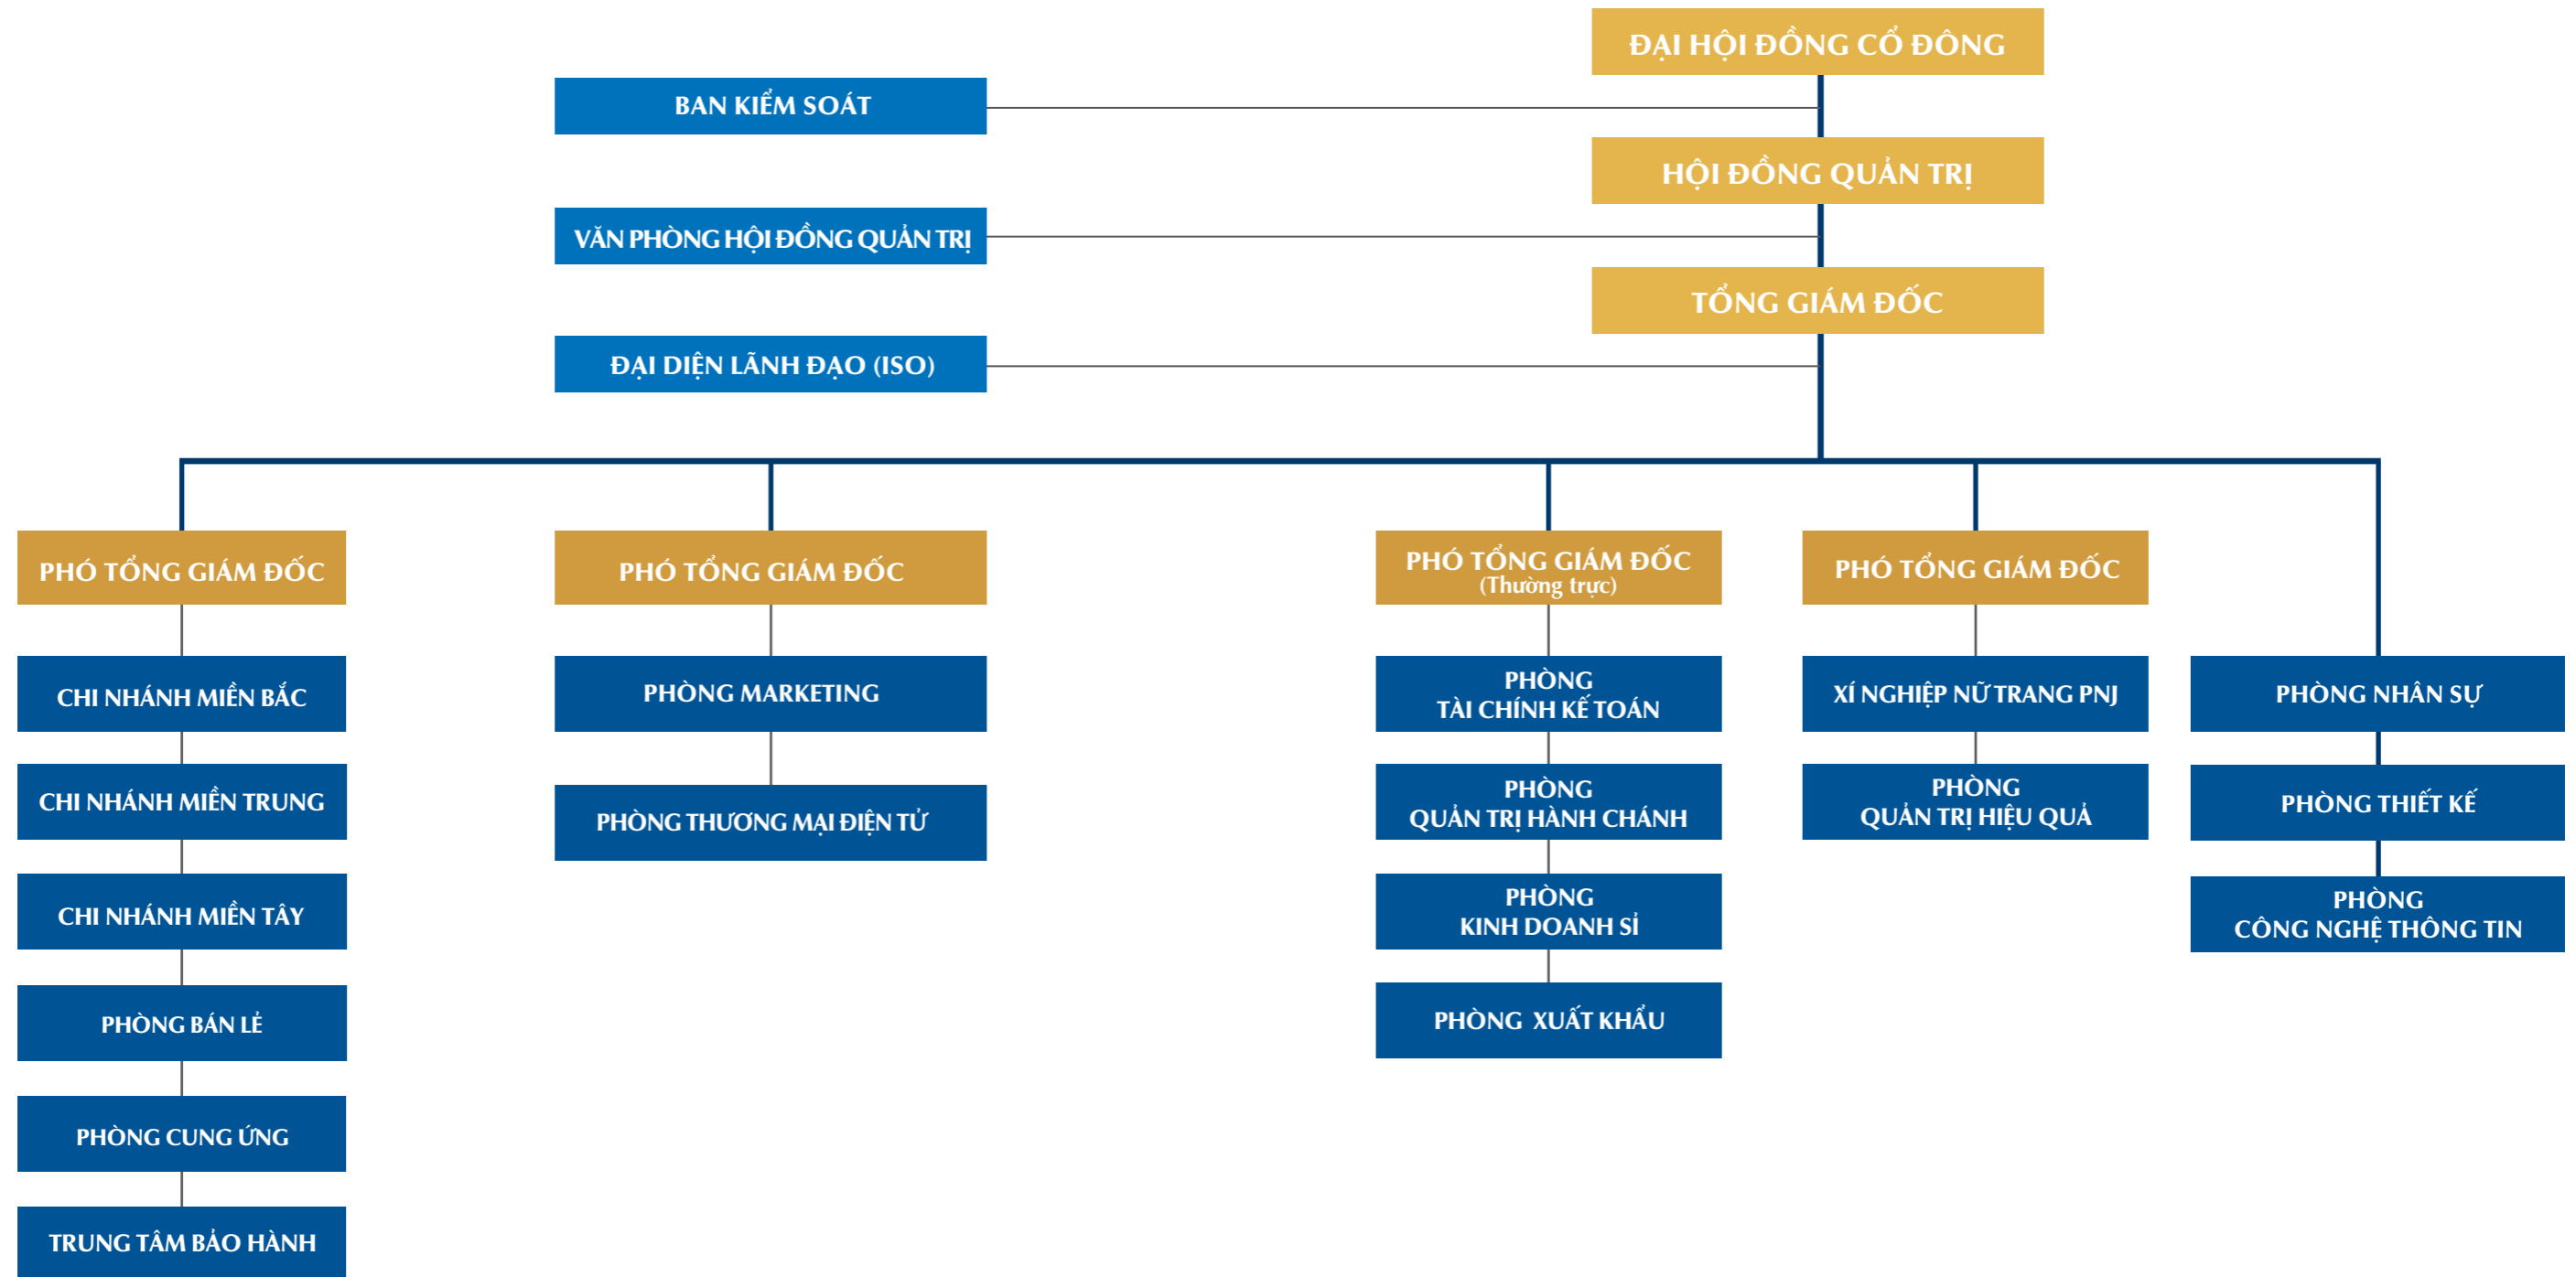 ĐẠI HỘI ĐỒNG CỔ ĐÔNG
BAN KIỂM SOÁT
HỘI ĐỒNG QUẢN TRỊ
VĂN PHÒNG HỘI ĐỒNG QUẢN TRỊ
TỔNG GIÁM ĐỐC
ĐẠI DIỆN LÃNH ĐẠO (ISO)
PHÓ TỔNG GIÁM ĐỐC
CHI NHÁNH MIỀN BẮC
CHI NHÁNH MIỀN TRUNG
CHI NHÁNH MIỀN TÂY
PHÒNG BÁN LẺ
PHÒNG CUNG ỨNG
TRUNG TÂM BẢO HÀNH
PHÓ TỔNG GIÁM ĐỐC
PHÒNG MARKETING
PHÒNG THƯƠNG MẠI ĐIỆN TỬ
PHÓ TỔNG GIÁM ĐỐC
(Thường trực)
PHÒNG
TÀI CHÍNH KẾ TOÁN
PHÒNG
QUẢN TRỊ HÀNH CHÁNH
PHÒNG
KINH DOANH SỈ
PHÒNG XUẤT KHẨU
PHÓ TỔNG GIÁM ĐỐC
XÍ NGHIỆP NỮ TRANG PNJ
PHÒNG
QUẢN TRỊ HIỆU QUẢ
PHÒNG NHÂN SỰ
PHÒNG THIẾT KẾ
PHÒNG
CÔNG NGHỆ THÔNG TIN